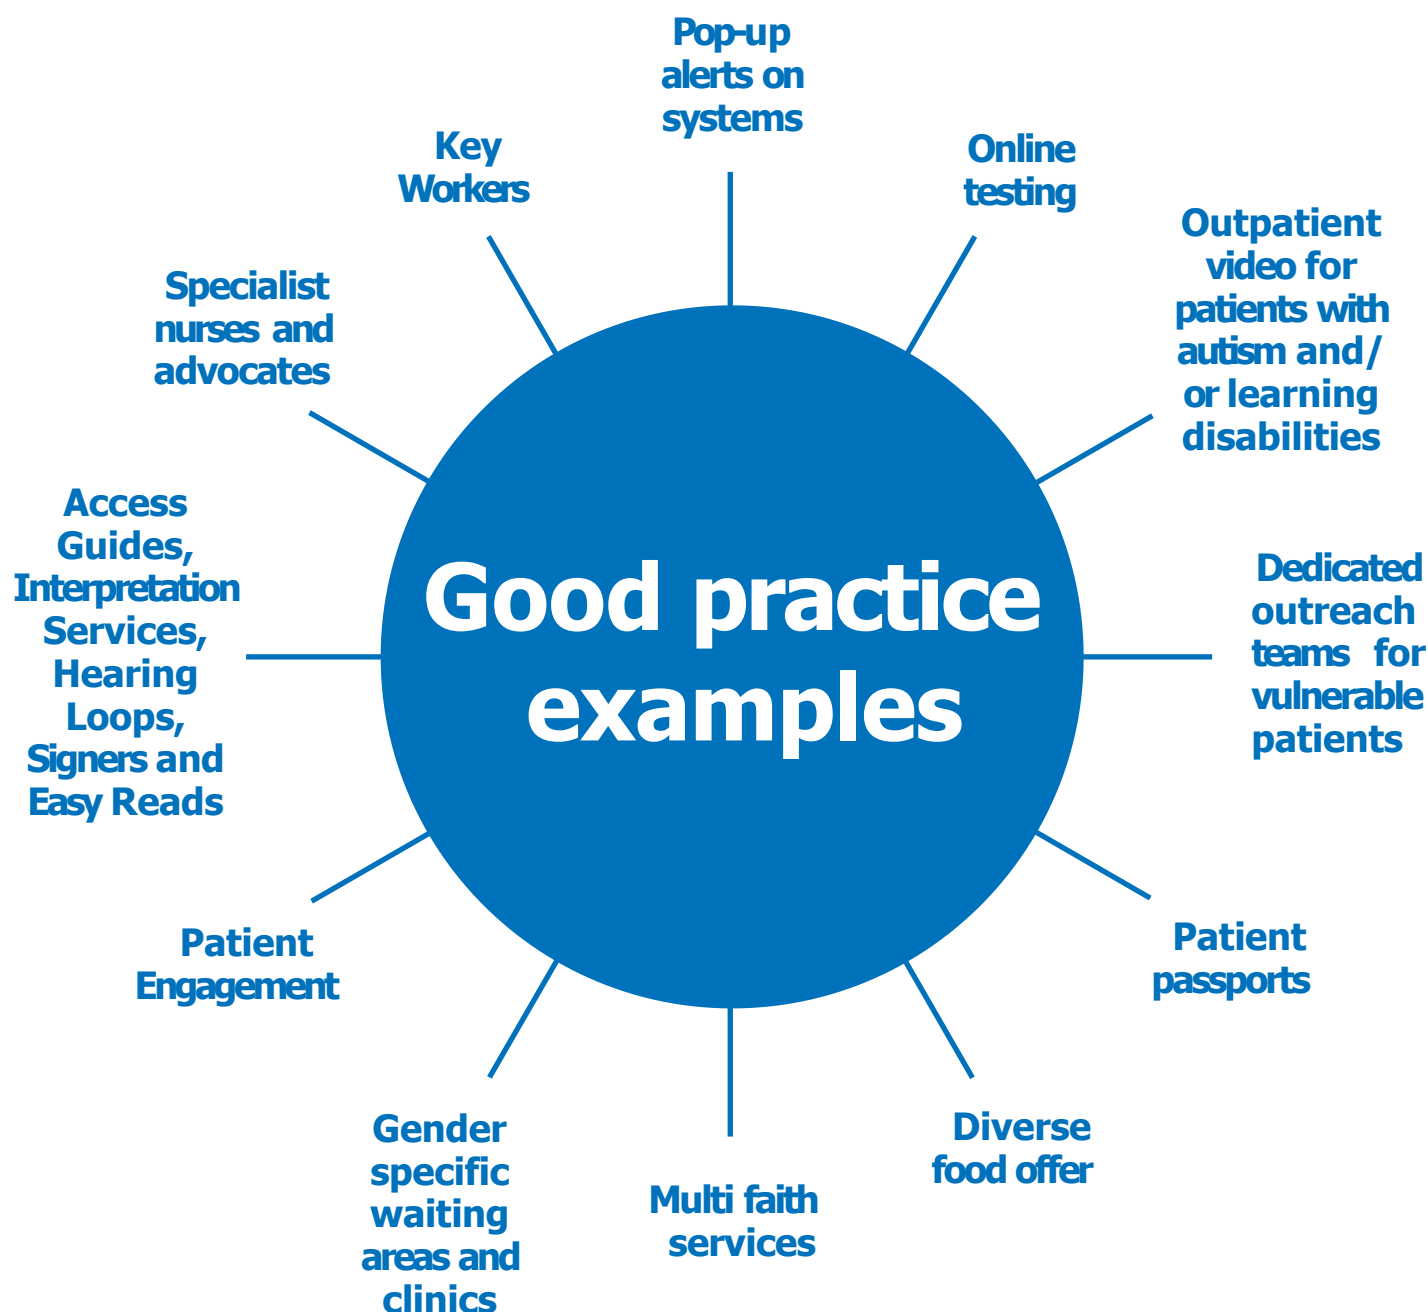 Pop-up
alerts on
systems
Online
testing
Outpatient
video for
patients with
autism and/
or learning
disabilities
Dedicated
outreach
teams for
vulnerable
patients
Patient
passports
Diverse
food offer
Multi faith
services
Gender
specific
waiting
areas and
clinics
Patient
Engagement
Access
Guides,
Interpretation
Services,
Hearing
Loops,
Signers and
Easy Reads
Specialist
nurses and
advocates
Key
Workers
Good practice
examples